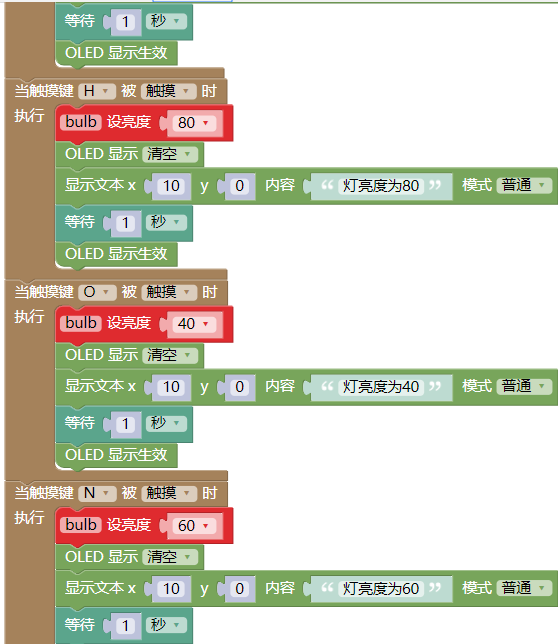 等待 1 秒
OLED 显示生效
当触摸键 H 被 触摸 时
执行 bulb 设亮度 80
OLED 显示 清空
显示文本 x 10 y 0 内容 “ 灯亮度为80 ” 模式 普通
等待 1 秒
OLED 显示生效
当触摸键 O 被 触摸 时
执行 bulb 设亮度 40
OLED 显示 清空
显示文本 x 10 y 0 内容 “ 灯亮度为40 ” 模式 普通
等待 1 秒
OLED 显示生效
当触摸键 N 被 触摸 时
执行 bulb 设亮度 60
OLED 显示 清空
显示文本 x 10 y 0 内容 “ 灯亮度为60 ” 模式 普通
等待 1 秒